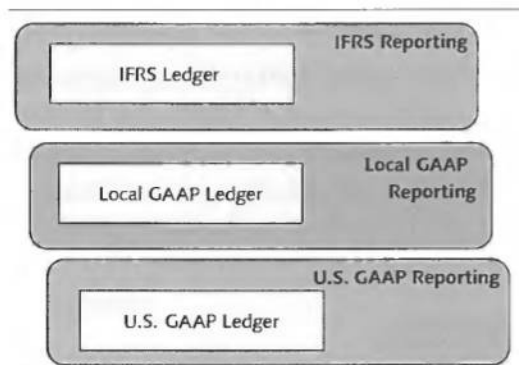 IFRS Reporting
IFRS Ledger
Local GAAP
Reporting
Local GAAP Ledger
U.S. GAAP Reporting
U.S. GAAP Ledger